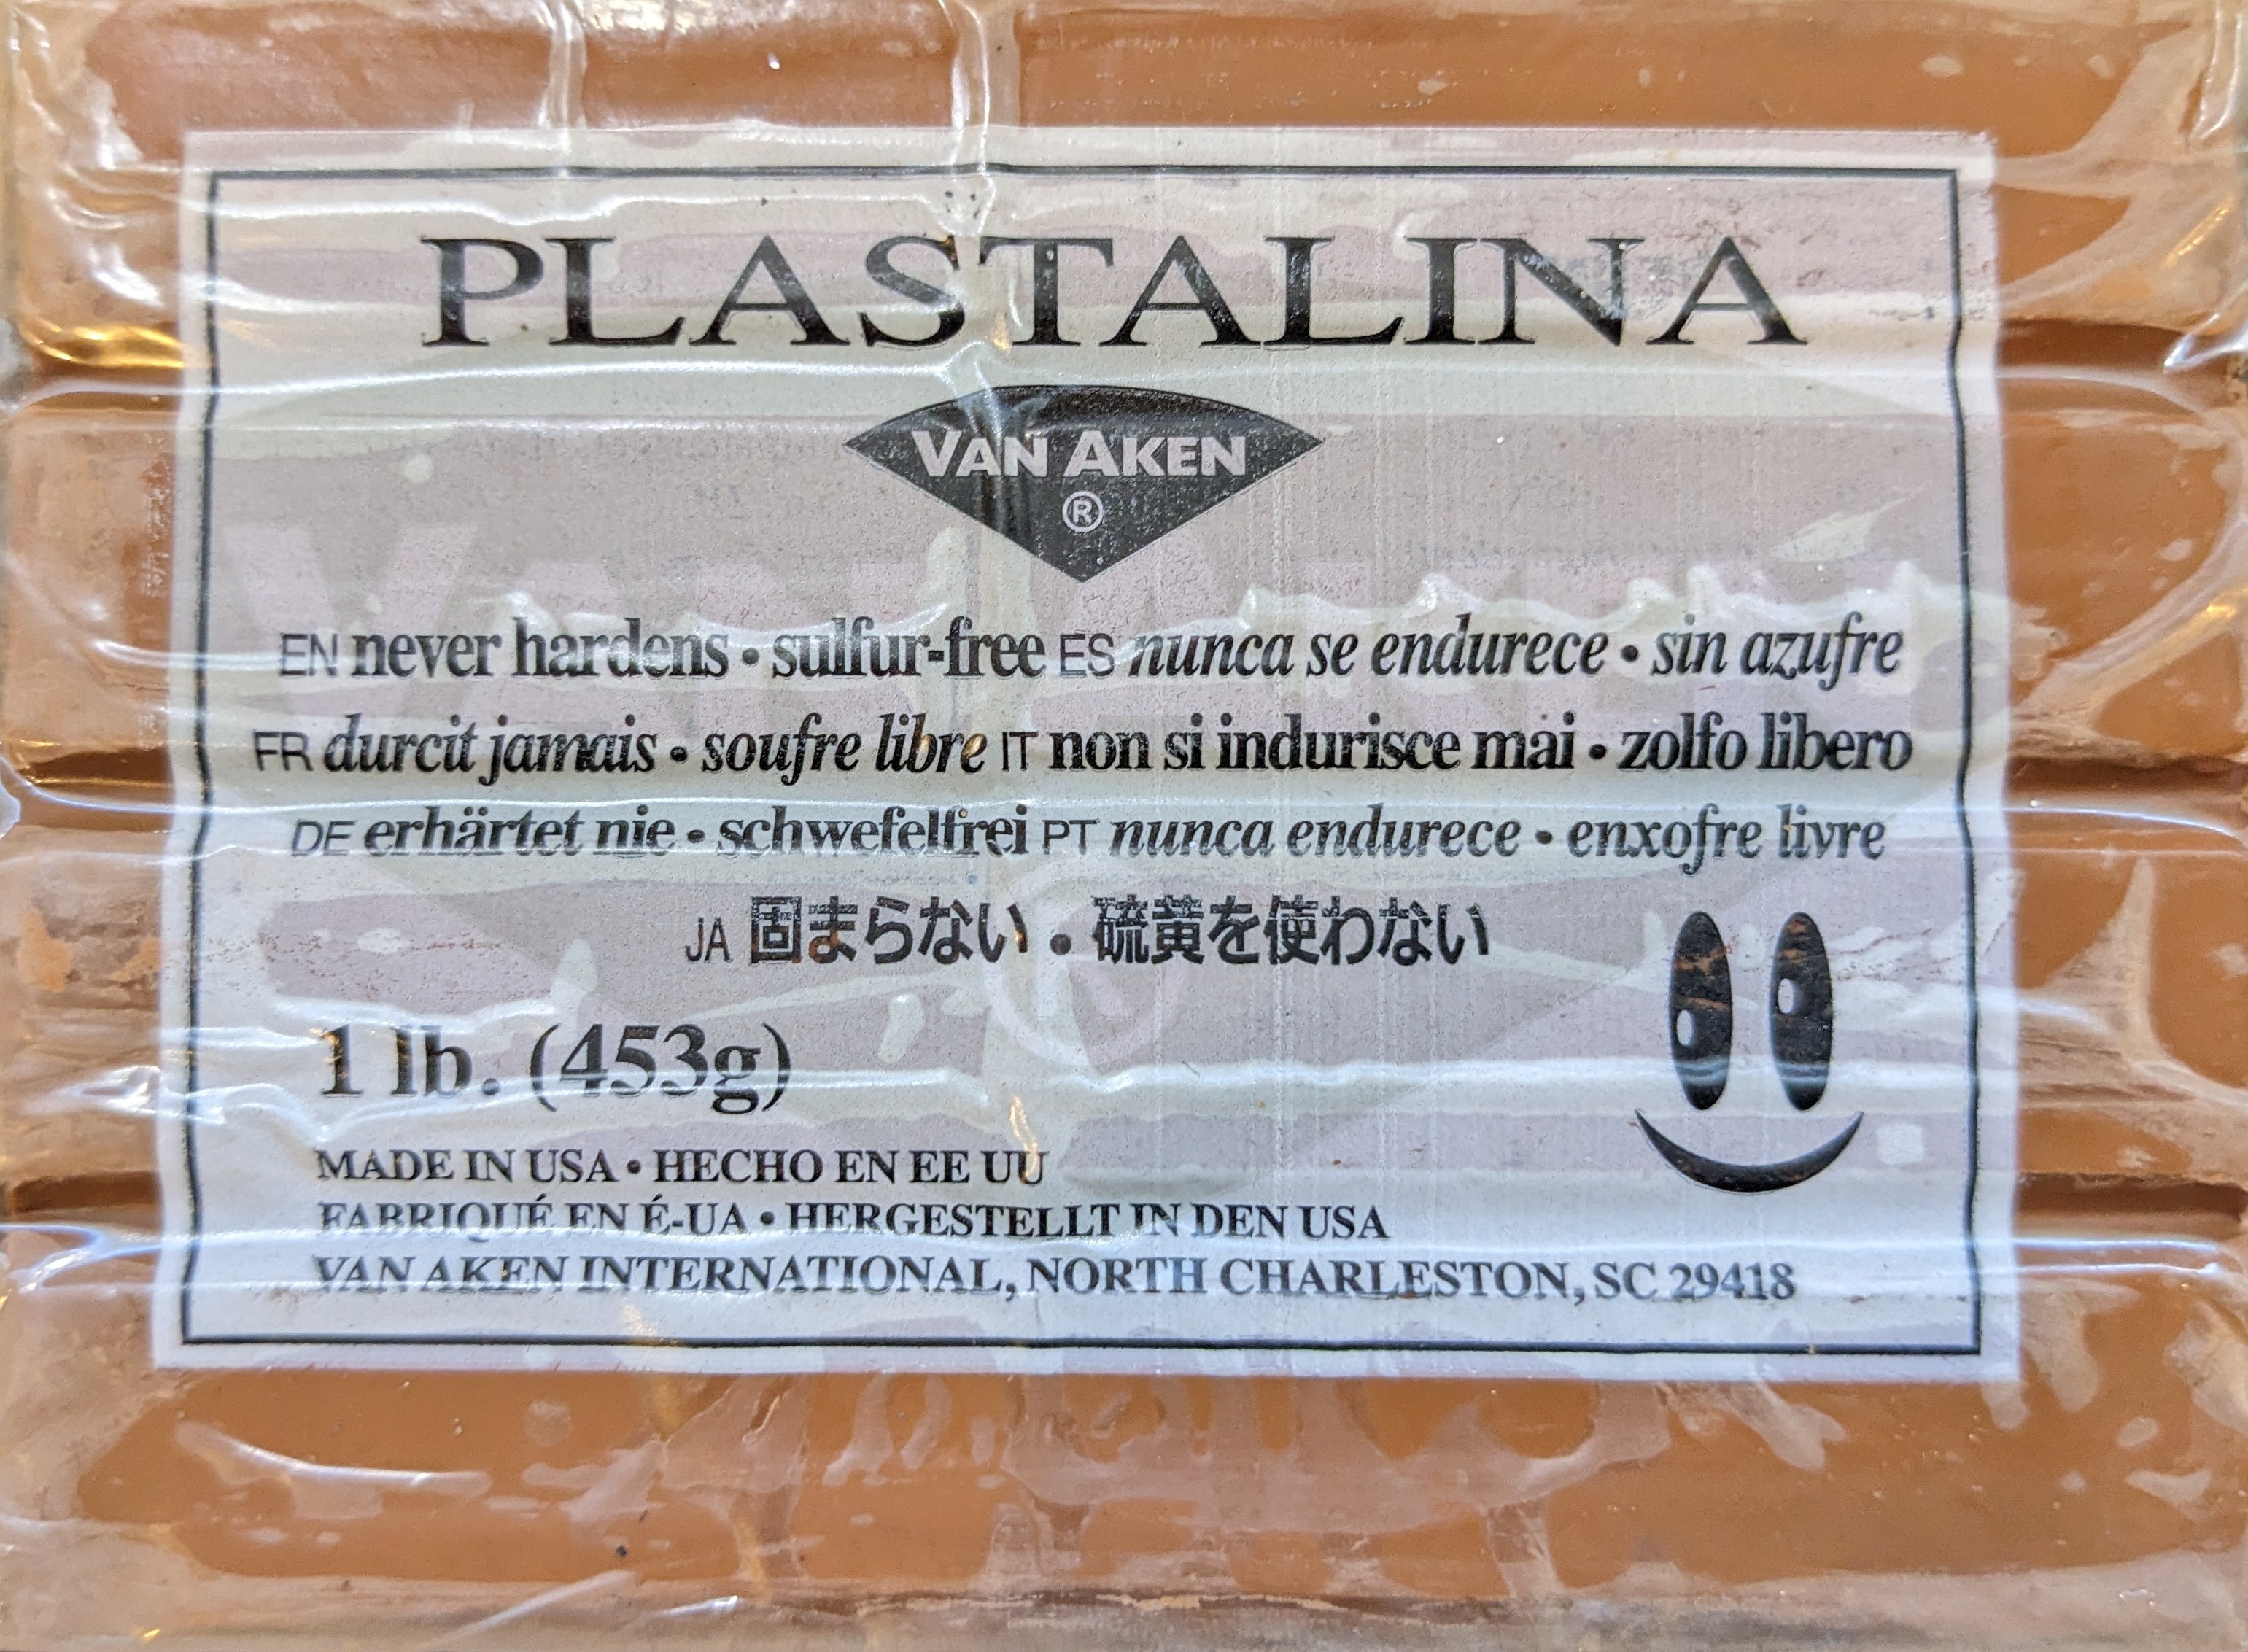 PLASTALINA
VAN AKEN
®
EN never hardens • sulfur-free ES nunca se endurece • sin azufre
FR durcit jamais • soufre libre IT non si indurisce mai • zolfo libero
DE erhärtet nie • schwefelfrei PT nunca endurece • enxofre livre
JA 固まらない • 硫黄を使わない
1 lb. (453g)
MADE IN USA • HECHO EN EE UU
FABRIQUÉ EN É-UA • HERGESTELLT IN DEN USA
VAN AKEN INTERNATIONAL, NORTH CHARLESTON, SC 29418